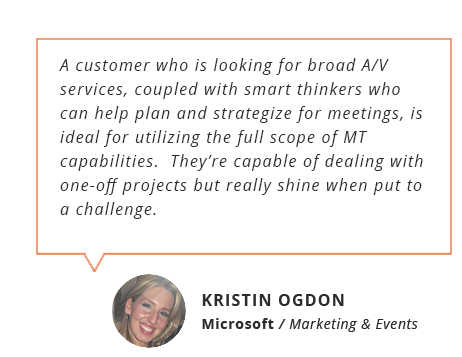 A customer who is looking for broad A/V
services, coupled with smart thinkers who
can help plan and strategize for meetings, is
ideal for utilizing the full scope of MT
capabilities.  They’re capable of dealing with
one-off projects but really shine when put to
a challenge.
KRISTIN OGDON
Microsoft / Marketing & Events